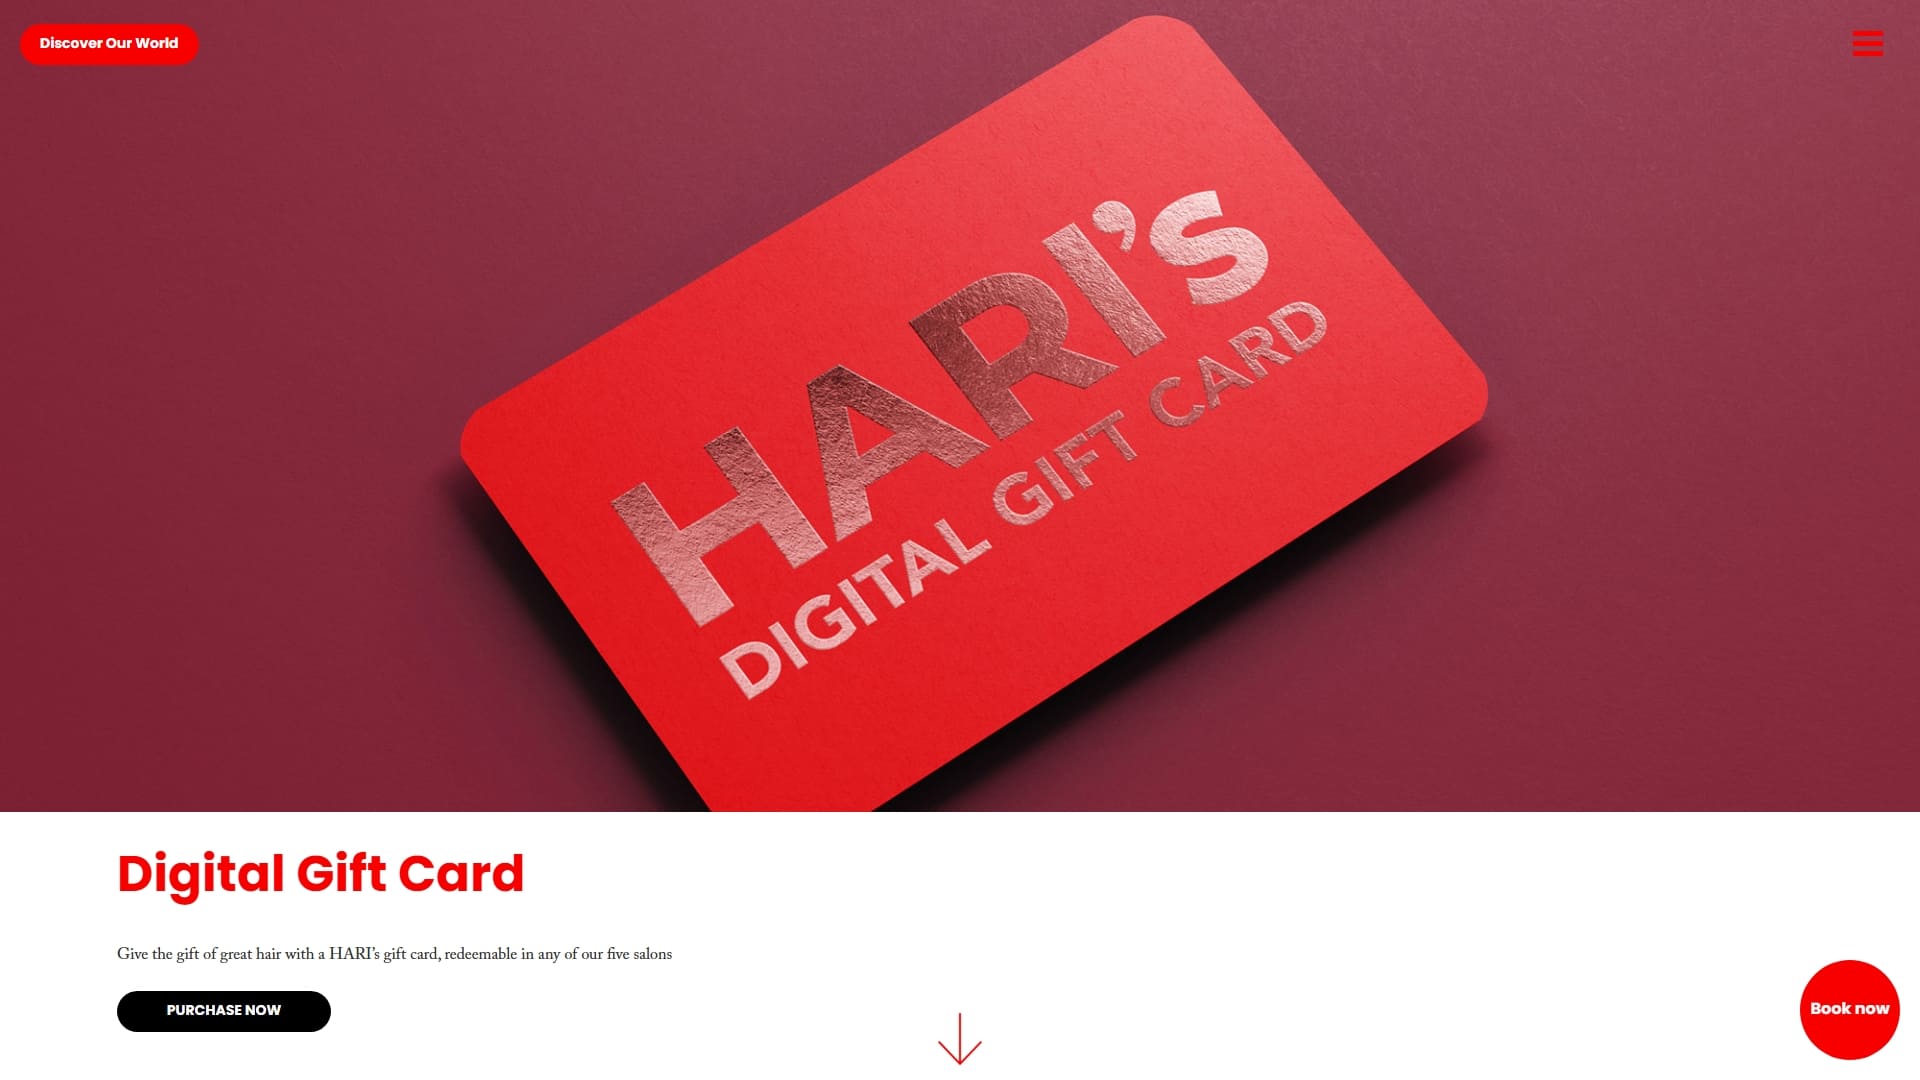 Discover Our World
HARI’s
DIGITAL GIFT CARD
Digital Gift Card
Give the gift of great hair with a HARI’s gift card, redeemable in any of our five salons
PURCHASE NOW
Book now